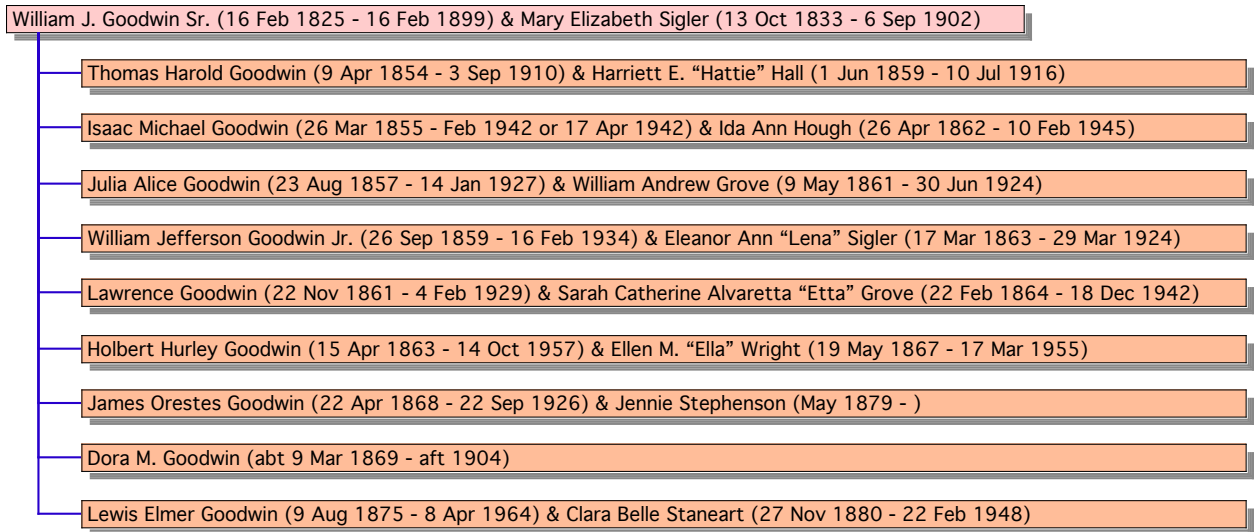 William J. Goodwin Sr. (16 Feb 1825 - 16 Feb 1899) & Mary Elizabeth Sigler (13 Oct 1833 - 6 Sep 1902)
Thomas Harold Goodwin (9 Apr 1854 - 3 Sep 1910) & Harriett E. “Hattie” Hall (1 Jun 1859 - 10 Jul 1916)
Isaac Michael Goodwin (26 Mar 1855 - Feb 1942 or 17 Apr 1942) & Ida Ann Hough (26 Apr 1862 - 10 Feb 1945)
Julia Alice Goodwin (23 Aug 1857 - 14 Jan 1927) & William Andrew Grove (9 May 1861 - 30 Jun 1924)
William Jefferson Goodwin Jr. (26 Sep 1859 - 16 Feb 1934) & Eleanor Ann “Lena” Sigler (17 Mar 1863 - 29 Mar 1924)
Lawrence Goodwin (22 Nov 1861 - 4 Feb 1929) & Sarah Catherine Alvaretta “Etta” Grove (22 Feb 1864 - 18 Dec 1942)
Holbert Hurley Goodwin (15 Apr 1863 - 14 Oct 1957) & Ellen M. “Ella” Wright (19 May 1867 - 17 Mar 1955)
James Orestes Goodwin (22 Apr 1868 - 22 Sep 1926) & Jennie Stephenson (May 1879 - )
Dora M. Goodwin (abt 9 Mar 1869 - aft 1904)
Lewis Elmer Goodwin (9 Aug 1875 - 8 Apr 1964) & Clara Belle Staneart (27 Nov 1880 - 22 Feb 1948)